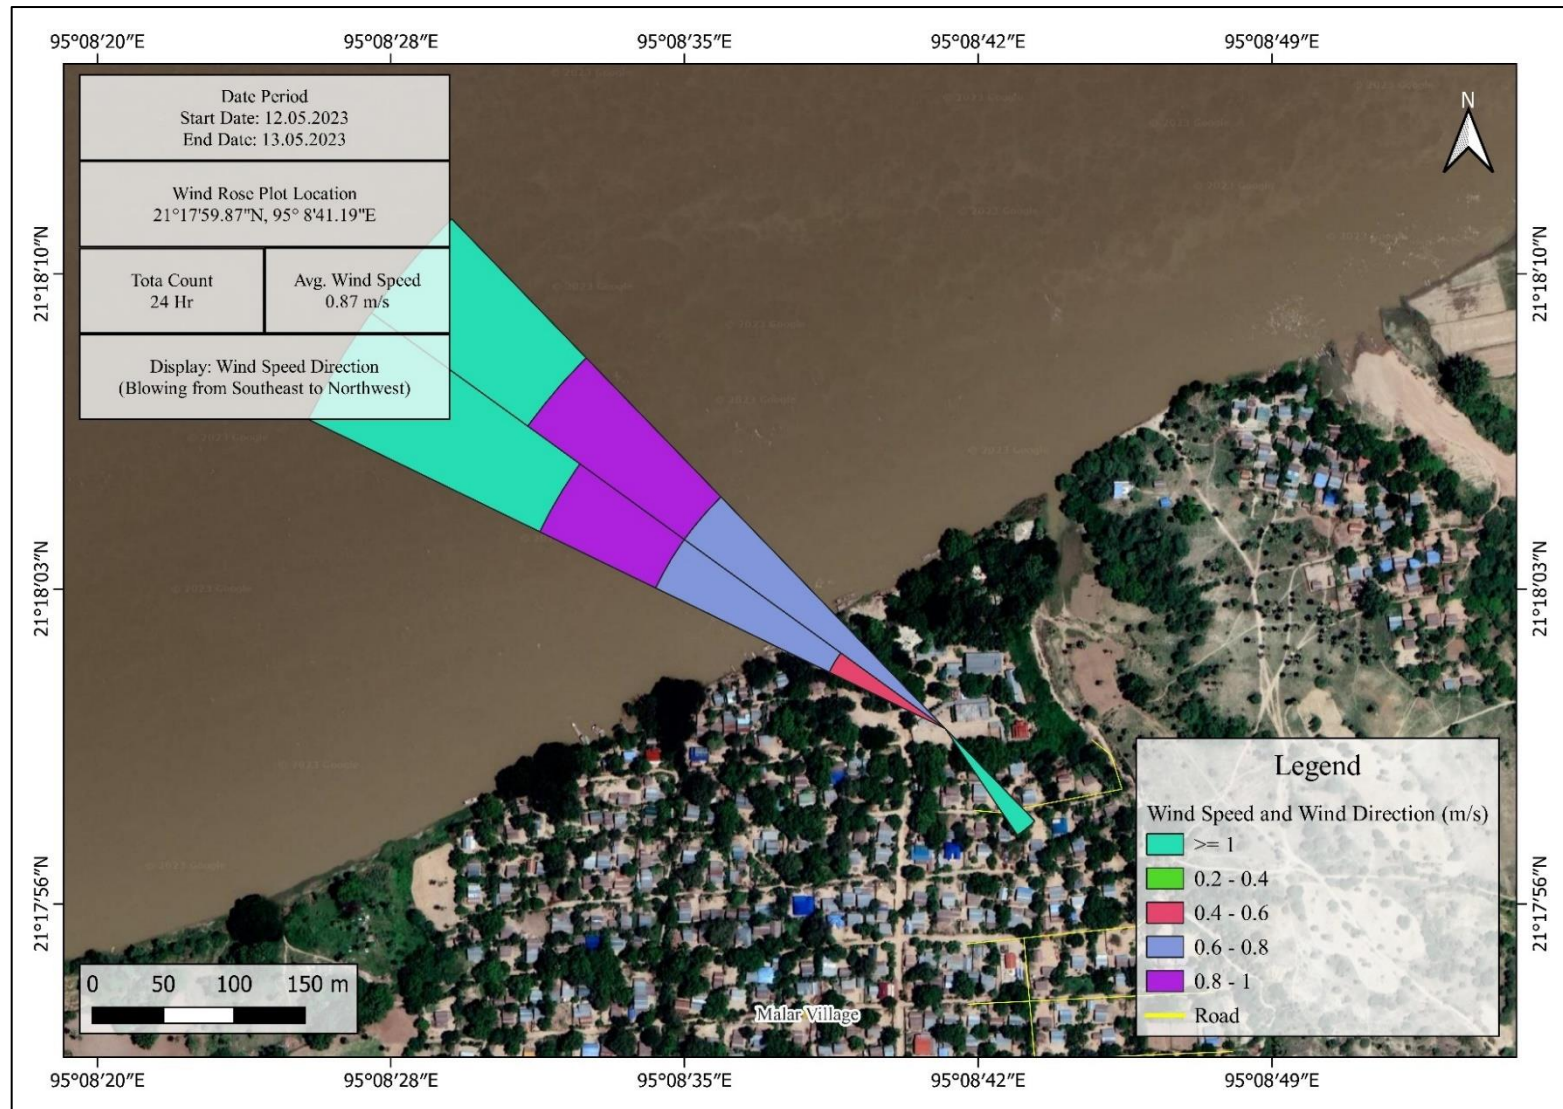 95°08′20″E 95°08′28″E 95°08′35″E 95°08′42″E 95°08′49″E
Date Period
Start Date: 12.05.2023
End Date: 13.05.2023
Wind Rose Plot Location
21°17'59.87"N, 95° 8'41.19"E
Tota Count
24 Hr
Avg. Wind Speed
0.87 m/s
Display: Wind Speed Direction
(Blowing from Southeast to Northwest)
N
21°18′10″N
21°18′10″N
21°18′03″N
21°18′03″N
21°17′56″N
21°17′56″N
Legend
Wind Speed and Wind Direction (m/s)
>= 1
0.2 - 0.4
0.4 - 0.6
0.6 - 0.8
0.8 - 1
Road
0 50 100 150 m
Malar Village
© 2023 Google
95°08′20″E 95°08′28″E 95°08′35″E 95°08′42″E 95°08′49″E